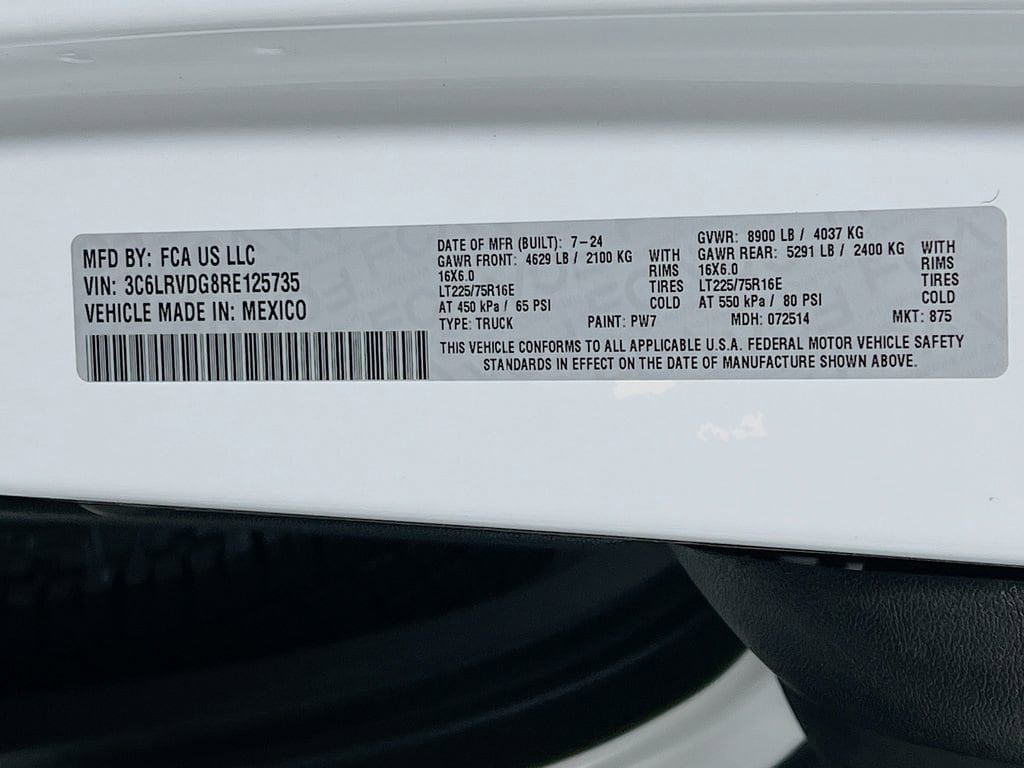 MFD BY: FCA US LLC
VIN: 3C6LRVDG8RE125735
VEHICLE MADE IN: MEXICO
DATE OF MFR (BUILT): 7-24
GAWR FRONT: 4629 LB / 2100 KG
16X6.0
LT225/75R16E
AT 450 kPa / 65 PSI
WITH
RIMS
TIRES
COLD
GVWR: 8900 LB / 4037 KG
GAWR REAR: 5291 LB / 2400 KG
16X6.0
LT225/75R16E
AT 550 kPa / 80 PSI
WITH
RIMS
TIRES
COLD
TYPE: TRUCK PAINT: PW7 MDH: 072514 MKT: 875
THIS VEHICLE CONFORMS TO ALL APPLICABLE U.S.A. FEDERAL MOTOR VEHICLE SAFETY
STANDARDS IN EFFECT ON THE DATE OF MANUFACTURE SHOWN ABOVE.